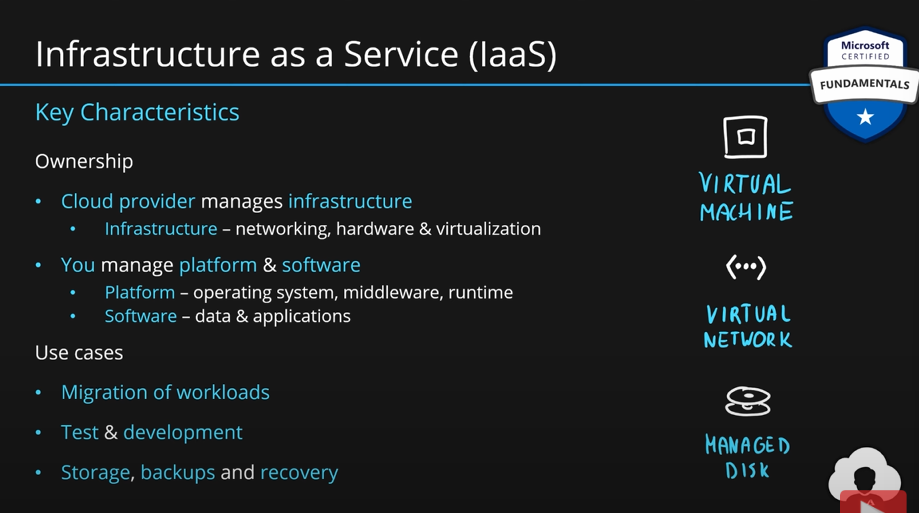 Infrastructure as a Service (IaaS)
Microsoft
CERTIFIED
FUNDAMENTALS
Key Characteristics
Ownership
• Cloud provider manages infrastructure
• Infrastructure – networking, hardware & virtualization
• You manage platform & software
• Platform – operating system, middleware, runtime
• Software – data & applications
Use cases
• Migration of workloads
• Test & development
• Storage, backups and recovery
VIRTUAL
MACHINE
VIRTUAL
NETWORK
MANAGED
DISK